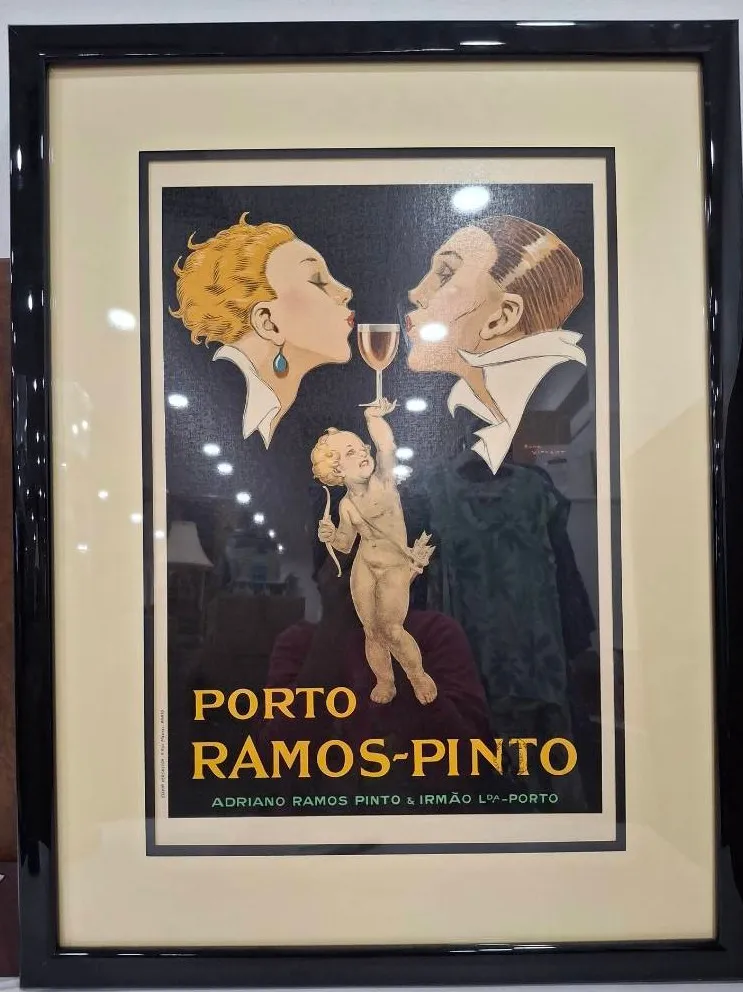 PORTO
RAMOS-PINTO
ADRIANO RAMOS PINTO & IRMÃO LDA-PORTO